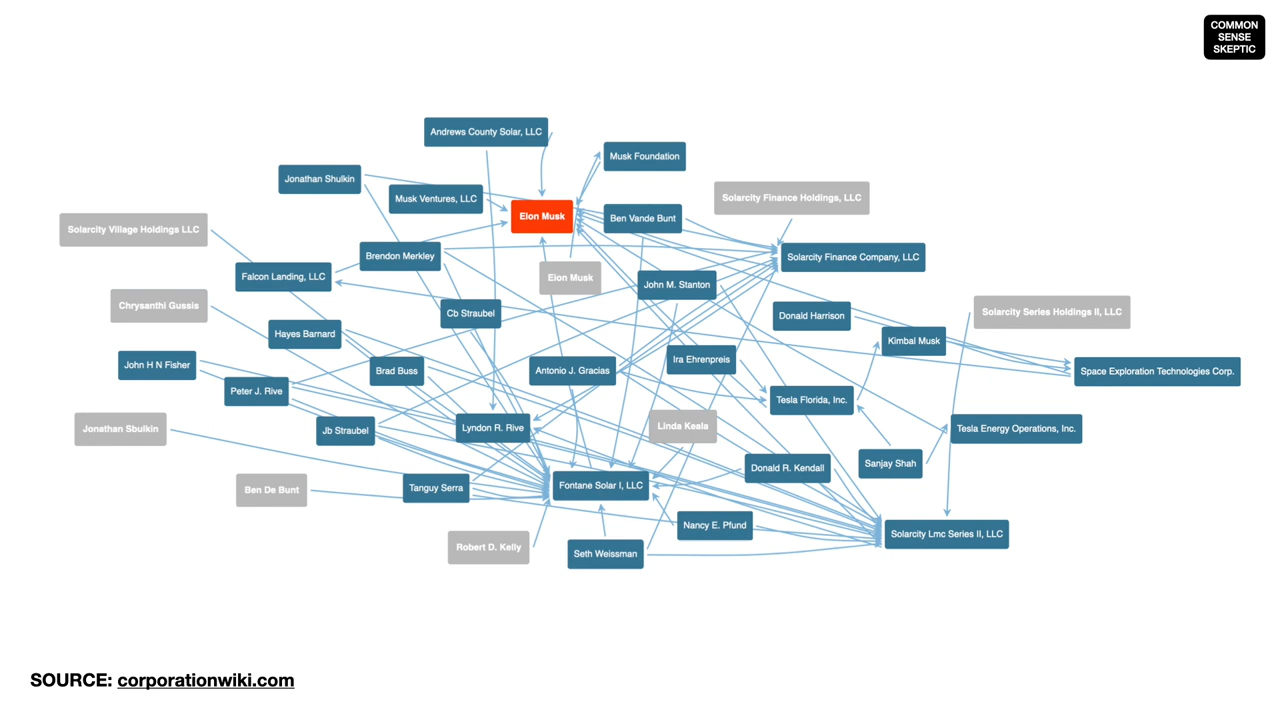 COMMON
SENSE
SKEPTIC
Andrews County Solar, LLC
Musk Foundation
Jonathan Shulkin
Musk Ventures, LLC
Solarcity Finance Holdings, LLC
Elon Musk
Ben Vande Bunt
Solarcity Village Holdings LLC
Brendon Merkley
Solarcity Finance Company, LLC
Falcon Landing, LLC
Elon Musk
John M. Stanton
Chrysanthi Gussis
Cb Straubel
Donald Harrison
Solarcity Series Holdings II, LLC
Hayes Barnard
Kimbal Musk
John H N Fisher
Brad Buss
Antonio J. Gracias
Ira Ehrenpreis
Space Exploration Technologies Corp.
Peter J. Rive
Tesla Florida, Inc.
Jonathan Sbulkin
Jb Straubel
Lyndon R. Rive
Linda Keala
Tesla Energy Operations, Inc.
Donald R. Kendall
Sanjay Shah
Ben De Bunt
Tanguy Serra
Fontane Solar I, LLC
Nancy E. Pfund
Solarcity Lmc Series II, LLC
Robert D. Kelly
Seth Weissman
SOURCE: corporationwiki.com